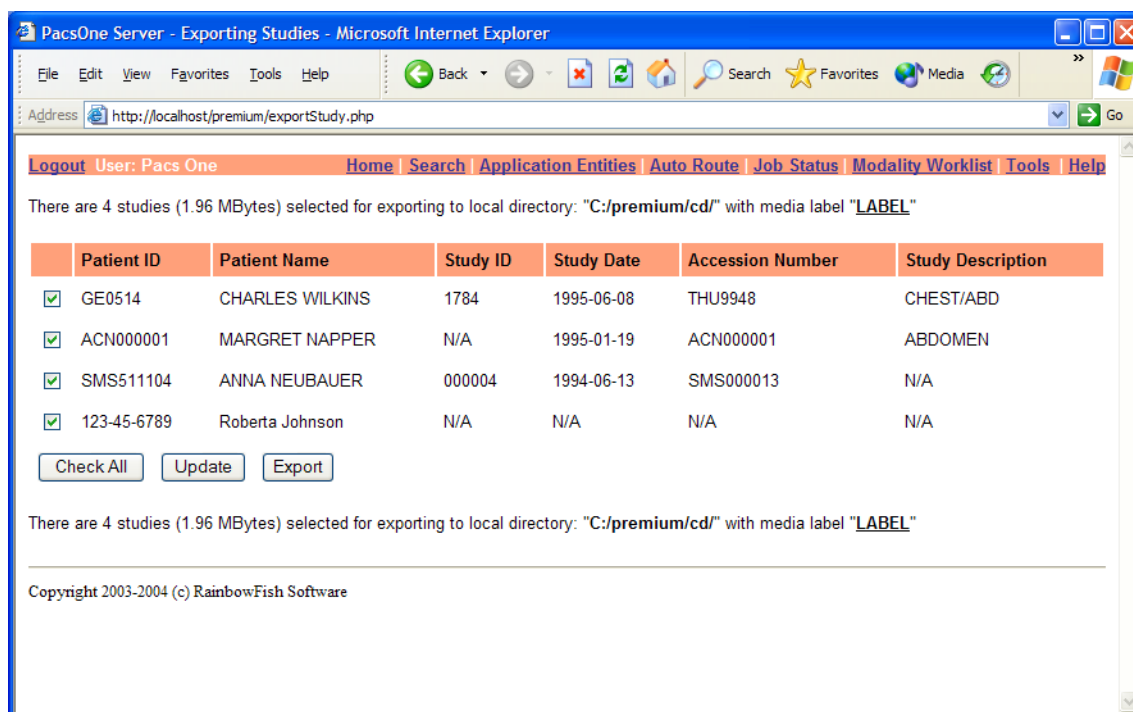 PacsOne Server - Exporting Studies - Microsoft Internet Explorer
File Edit View Favorites Tools Help Back Search Favorites Media »
Address http://localhost/premium/exportStudy.php Go
Logout User: Pacs One Home | Search | Application Entities | Auto Route | Job Status | Modality Worklist | Tools | Help
There are 4 studies (1.96 MBytes) selected for exporting to local directory: "C:/premium/cd/" with media label "LABEL"
Patient ID Patient Name Study ID Study Date Accession Number Study Description
GE0514 CHARLES WILKINS 1784 1995-06-08 THU9948 CHEST/ABD
ACN000001 MARGRET NAPPER N/A 1995-01-19 ACN000001 ABDOMEN
SMS511104 ANNA NEUBAUER 000004 1994-06-13 SMS000013 N/A
123-45-6789 Roberta Johnson N/A N/A N/A N/A
Check All Update Export
There are 4 studies (1.96 MBytes) selected for exporting to local directory: "C:/premium/cd/" with media label "LABEL"
Copyright 2003-2004 (c) RainbowFish Software